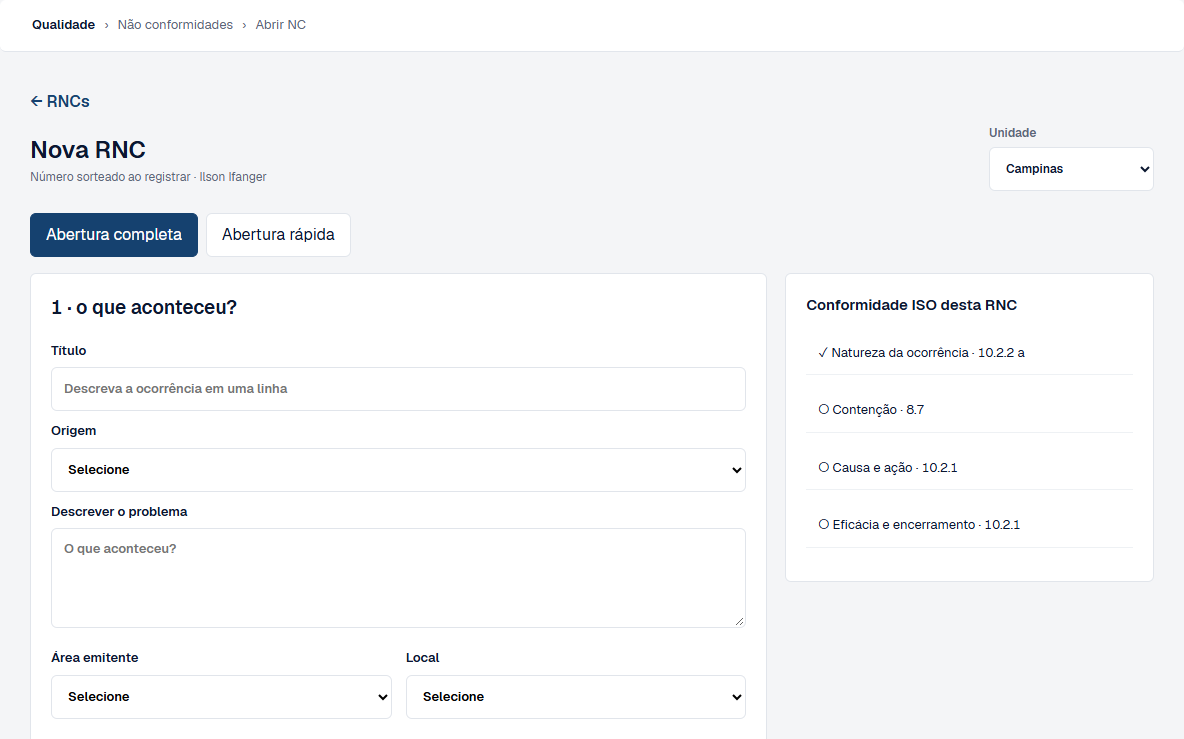 Qualidade › Não conformidades › Abrir NC
← RNCs
Nova RNC
Número sorteado ao registrar · Ilson Ifanger
Unidade
Campinas
Abertura completa
Abertura rápida
1 · o que aconteceu?
Título
Descreva a ocorrência em uma linha
Origem
Selecione
Descrever o problema
O que aconteceu?
Área emitente
Selecione
Local
Selecione
Conformidade ISO desta RNC
✓ Natureza da ocorrência · 10.2.2 a
○ Contenção · 8.7
○ Causa e ação · 10.2.1
○ Eficácia e encerramento · 10.2.1